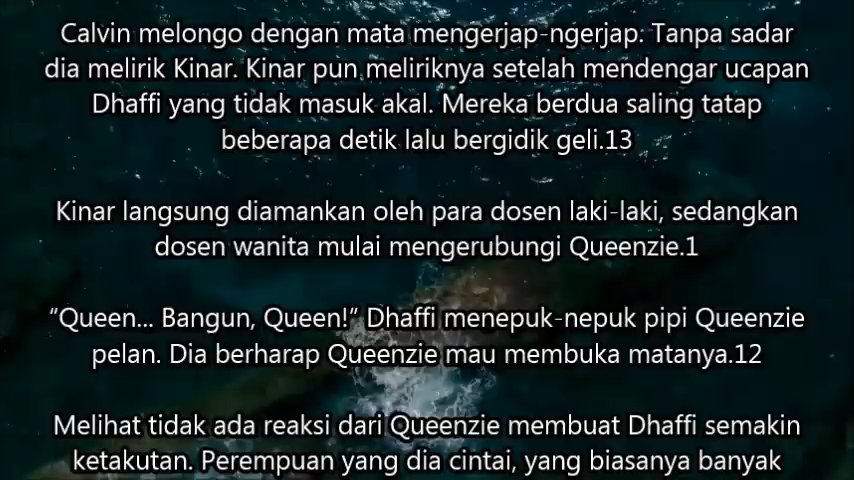 Calvin melongo dengan mata mengerjap-ngerjap. Tanpa sadar
dia melirik Kinar. Kinar pun meliriknya setelah mendengar ucapan
Dhaffi yang tidak masuk akal. Mereka berdua saling tatap
beberapa detik lalu bergidik geli.13
Kinar langsung diamankan oleh para dosen laki-laki, sedangkan
dosen wanita mulai mengerubungi Queenzie.1
“Queen... Bangun, Queen!” Dhaffi menepuk-nepuk pipi Queenzie
pelan. Dia berharap Queenzie mau membuka matanya.12
Melihat tidak ada reaksi dari Queenzie membuat Dhaffi semakin
ketakutan. Perempuan yang dia cintai, yang biasanya banyak